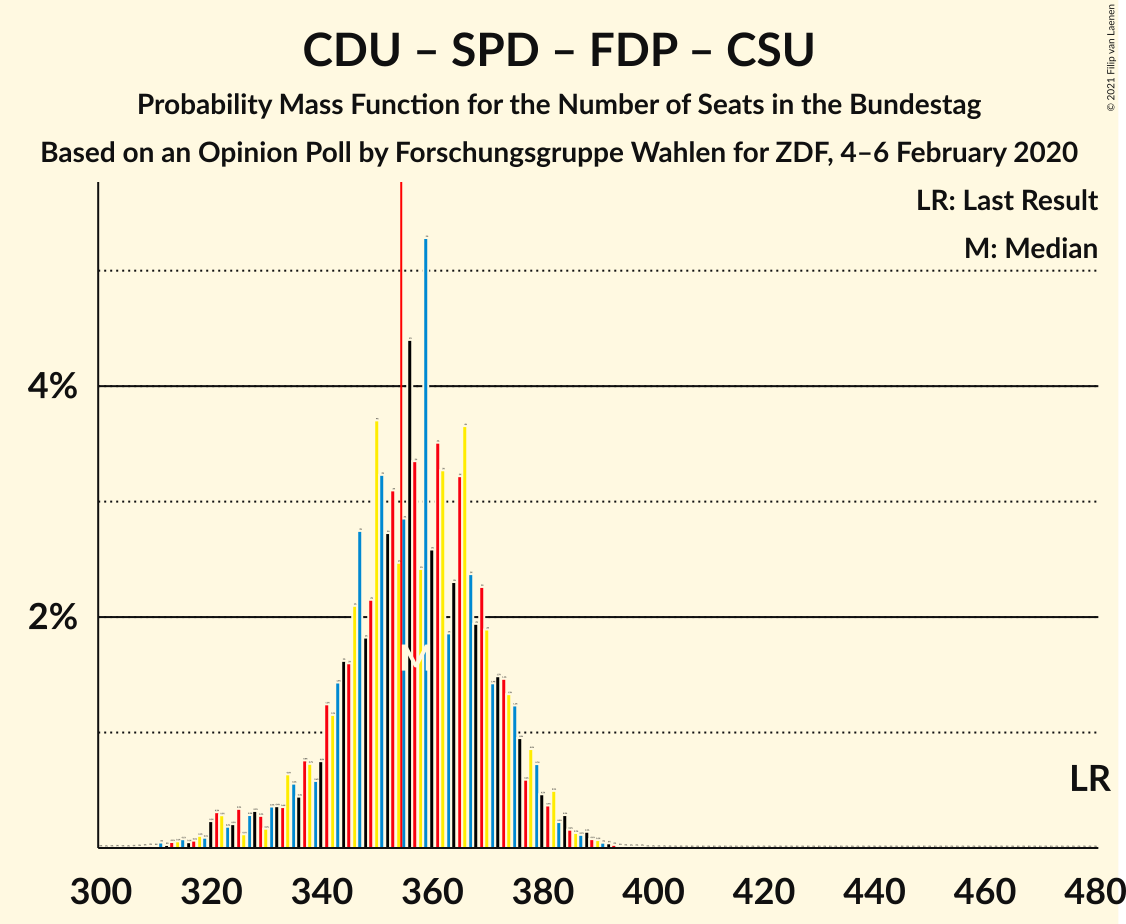 CDU – SPD – FDP – CSU
Probability Mass Function for the Number of Seats in the Bundestag
Based on an Opinion Poll by Forschungsgruppe Wahlen for ZDF, 4–6 February 2020
© 2021 Filip van Laenen
LR: Last Result
M: Median
4%
2%
M
LR
300 320 340 360 380 400 420 440 460 480